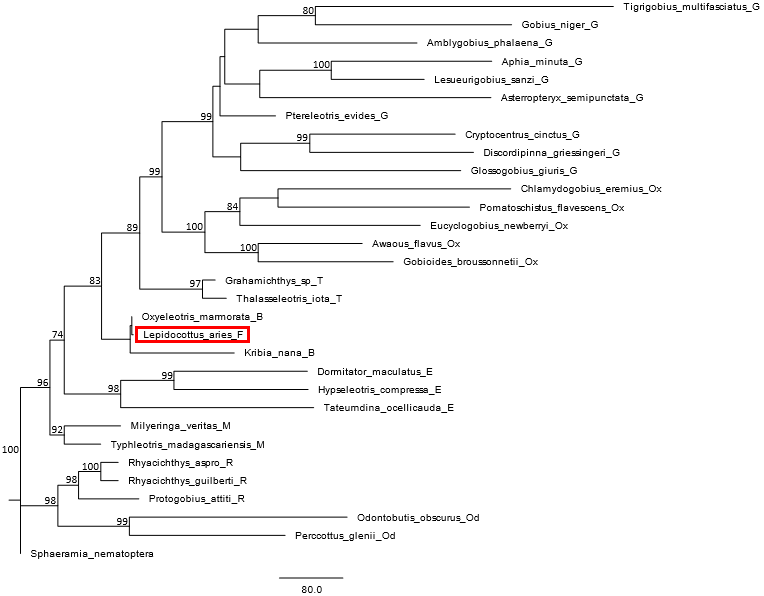 80
Tigrigobius_multifasciatus_G
Gobius_niger_G
Amblygobius_phalaena_G
100
Aphia_minuta_G
Lesueurigobius_sanzi_G
Asterropteryx_semipunctata_G
99
Ptereleotris_evides_G
99
Cryptocentrus_cinctus_G
Discordipinna_griessingeri_G
99
Glossogobius_giuris_G
Chlamydogobius_eremius_Ox
84
Pomatoschistus_flavescens_Ox
100
Eucyclogobius_newberryi_Ox
89
100
Awaous_flavus_Ox
Gobioides_broussonnetii_Ox
83
97
Grahamichthys_sp_T
Thalasseleotris_iota_T
Oxyeleotris_marmorata_B
74
Lepidocottus_aries_F
Kribia_nana_B
99
Dormitator_maculatus_E
96
98
Hypseleotris_compressa_E
Tateurndina_ocellicauda_E
92
Milyeringa_veritas_M
Typhleotris_madagascariensis_M
100
100
Rhyacichthys_aspro_R
98
Rhyacichthys_guilberti_R
98
Protogobius_attiti_R
99
Odontobutis_obscurus_Od
Perccottus_glenii_Od
Sphaeramia_nematoptera
80.0